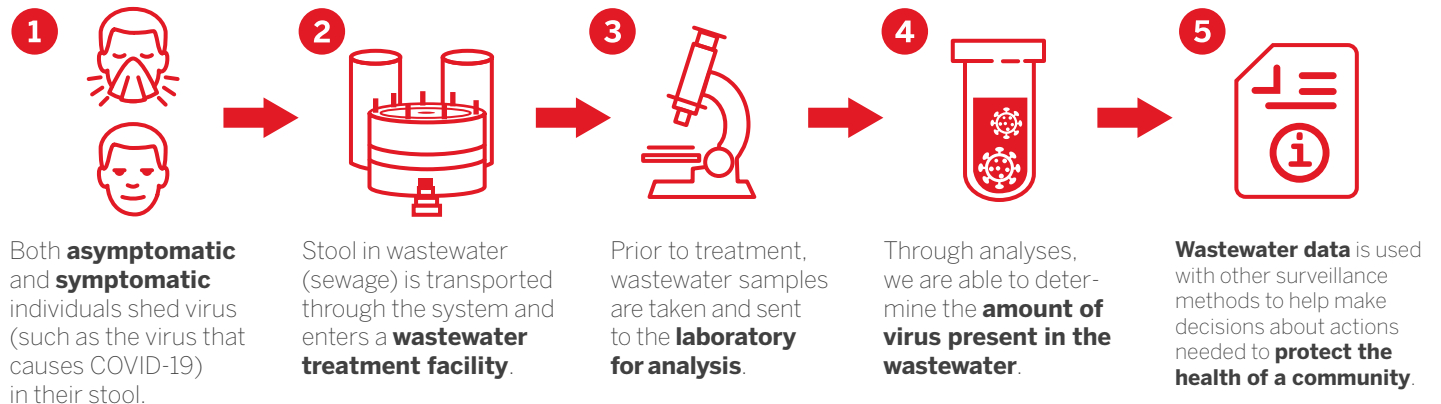 1
Both asymptomatic
and symptomatic
individuals shed virus
(such as the virus that
causes COVID-19)
in their stool.
2
Stool in wastewater
(sewage) is transported
through the system and
enters a wastewater
treatment facility.
3
Prior to treatment,
wastewater samples
are taken and sent
to the laboratory
for analysis.
4
Through analyses,
we are able to deter-
mine the amount of
virus present in the
wastewater.
5
i
Wastewater data is used
with other surveillance
methods to help make
decisions about actions
needed to protect the
health of a community.